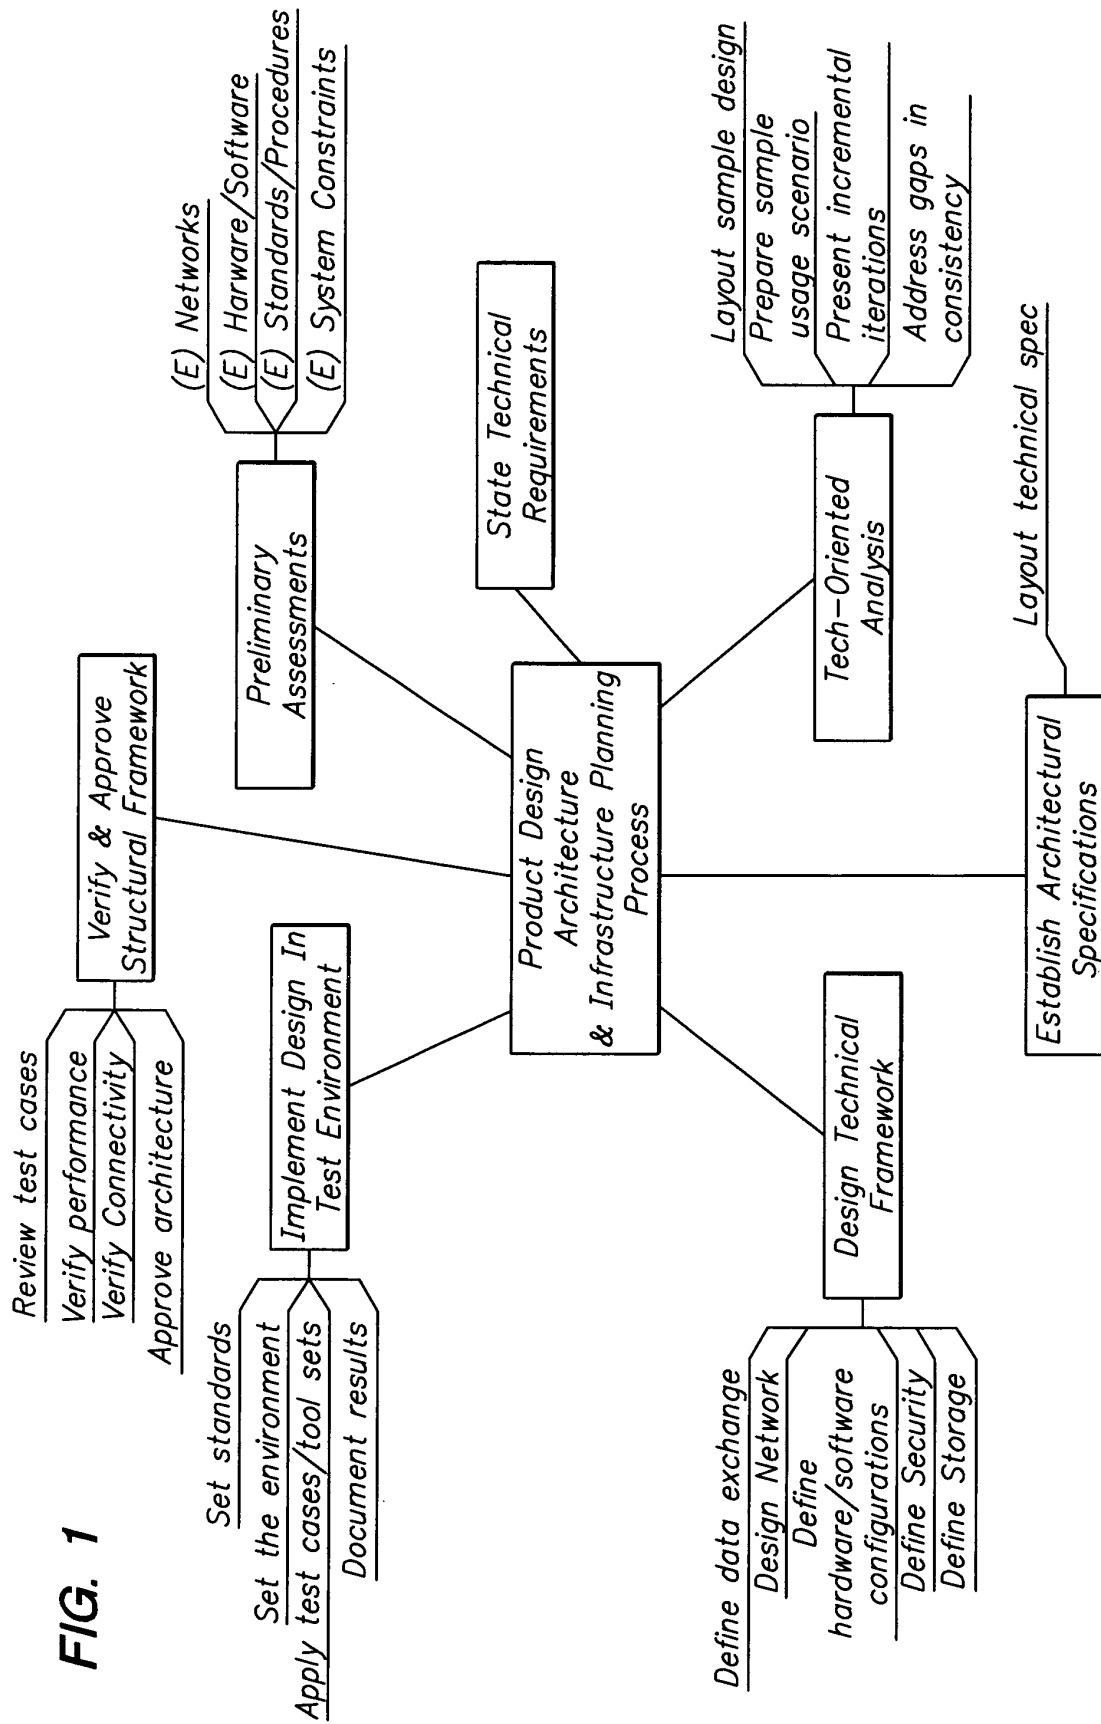 FIG. 1
Review test cases
Verify performance
Verify Connectivity
Approve architecture
Verify & Approve
Structural Framework
(E) Networks
(E) Harware/Software
(E) Standards/Procedures
(E) System Constraints
Preliminary
Assessments
Set standards
Set the environment
Apply test cases/tool sets
Document results
Implement Design In
Test Environment
State Technical
Requirements
Product Design
Architecture
& Infrastructure Planning
Process
Define data exchange
Design Network
Define
hardware/software
configurations
Define Security
Define Storage
Design Technical
Framework
Tech-Oriented
Analysis
Layout sample design
Prepare sample
usage scenario
Present incremental
iterations
Address gaps in
consistency
Establish Architectural
Specifications
Layout technical spec